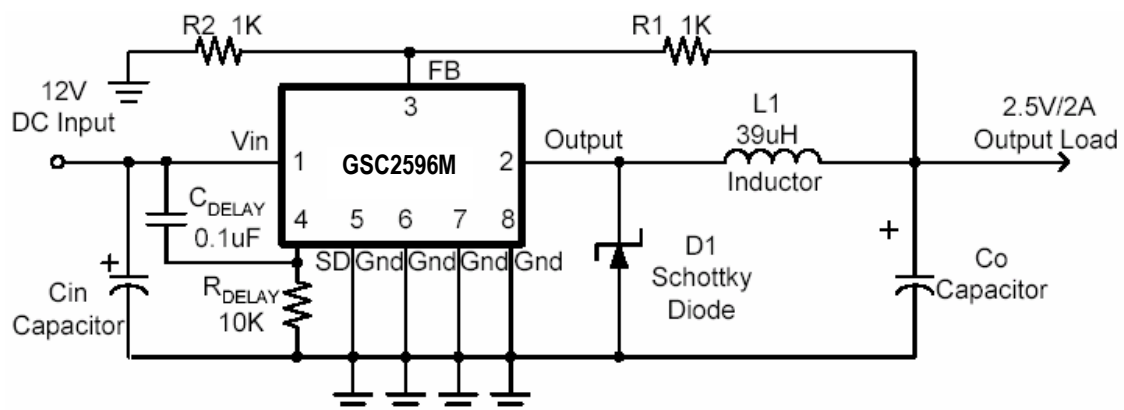 R2 1K
R1 1K
FB
12V
DC Input
3
L1
39uH
Inductor
2.5V/2A
Output Load
Vin
Output
1
GSC2596M
2
CDELAY
0.1uF
4 5 6 7 8
SD Gnd Gnd Gnd Gnd
+
Cin
Capacitor
RDELAY
10K
D1
Schottky
Diode
+
Co
Capacitor